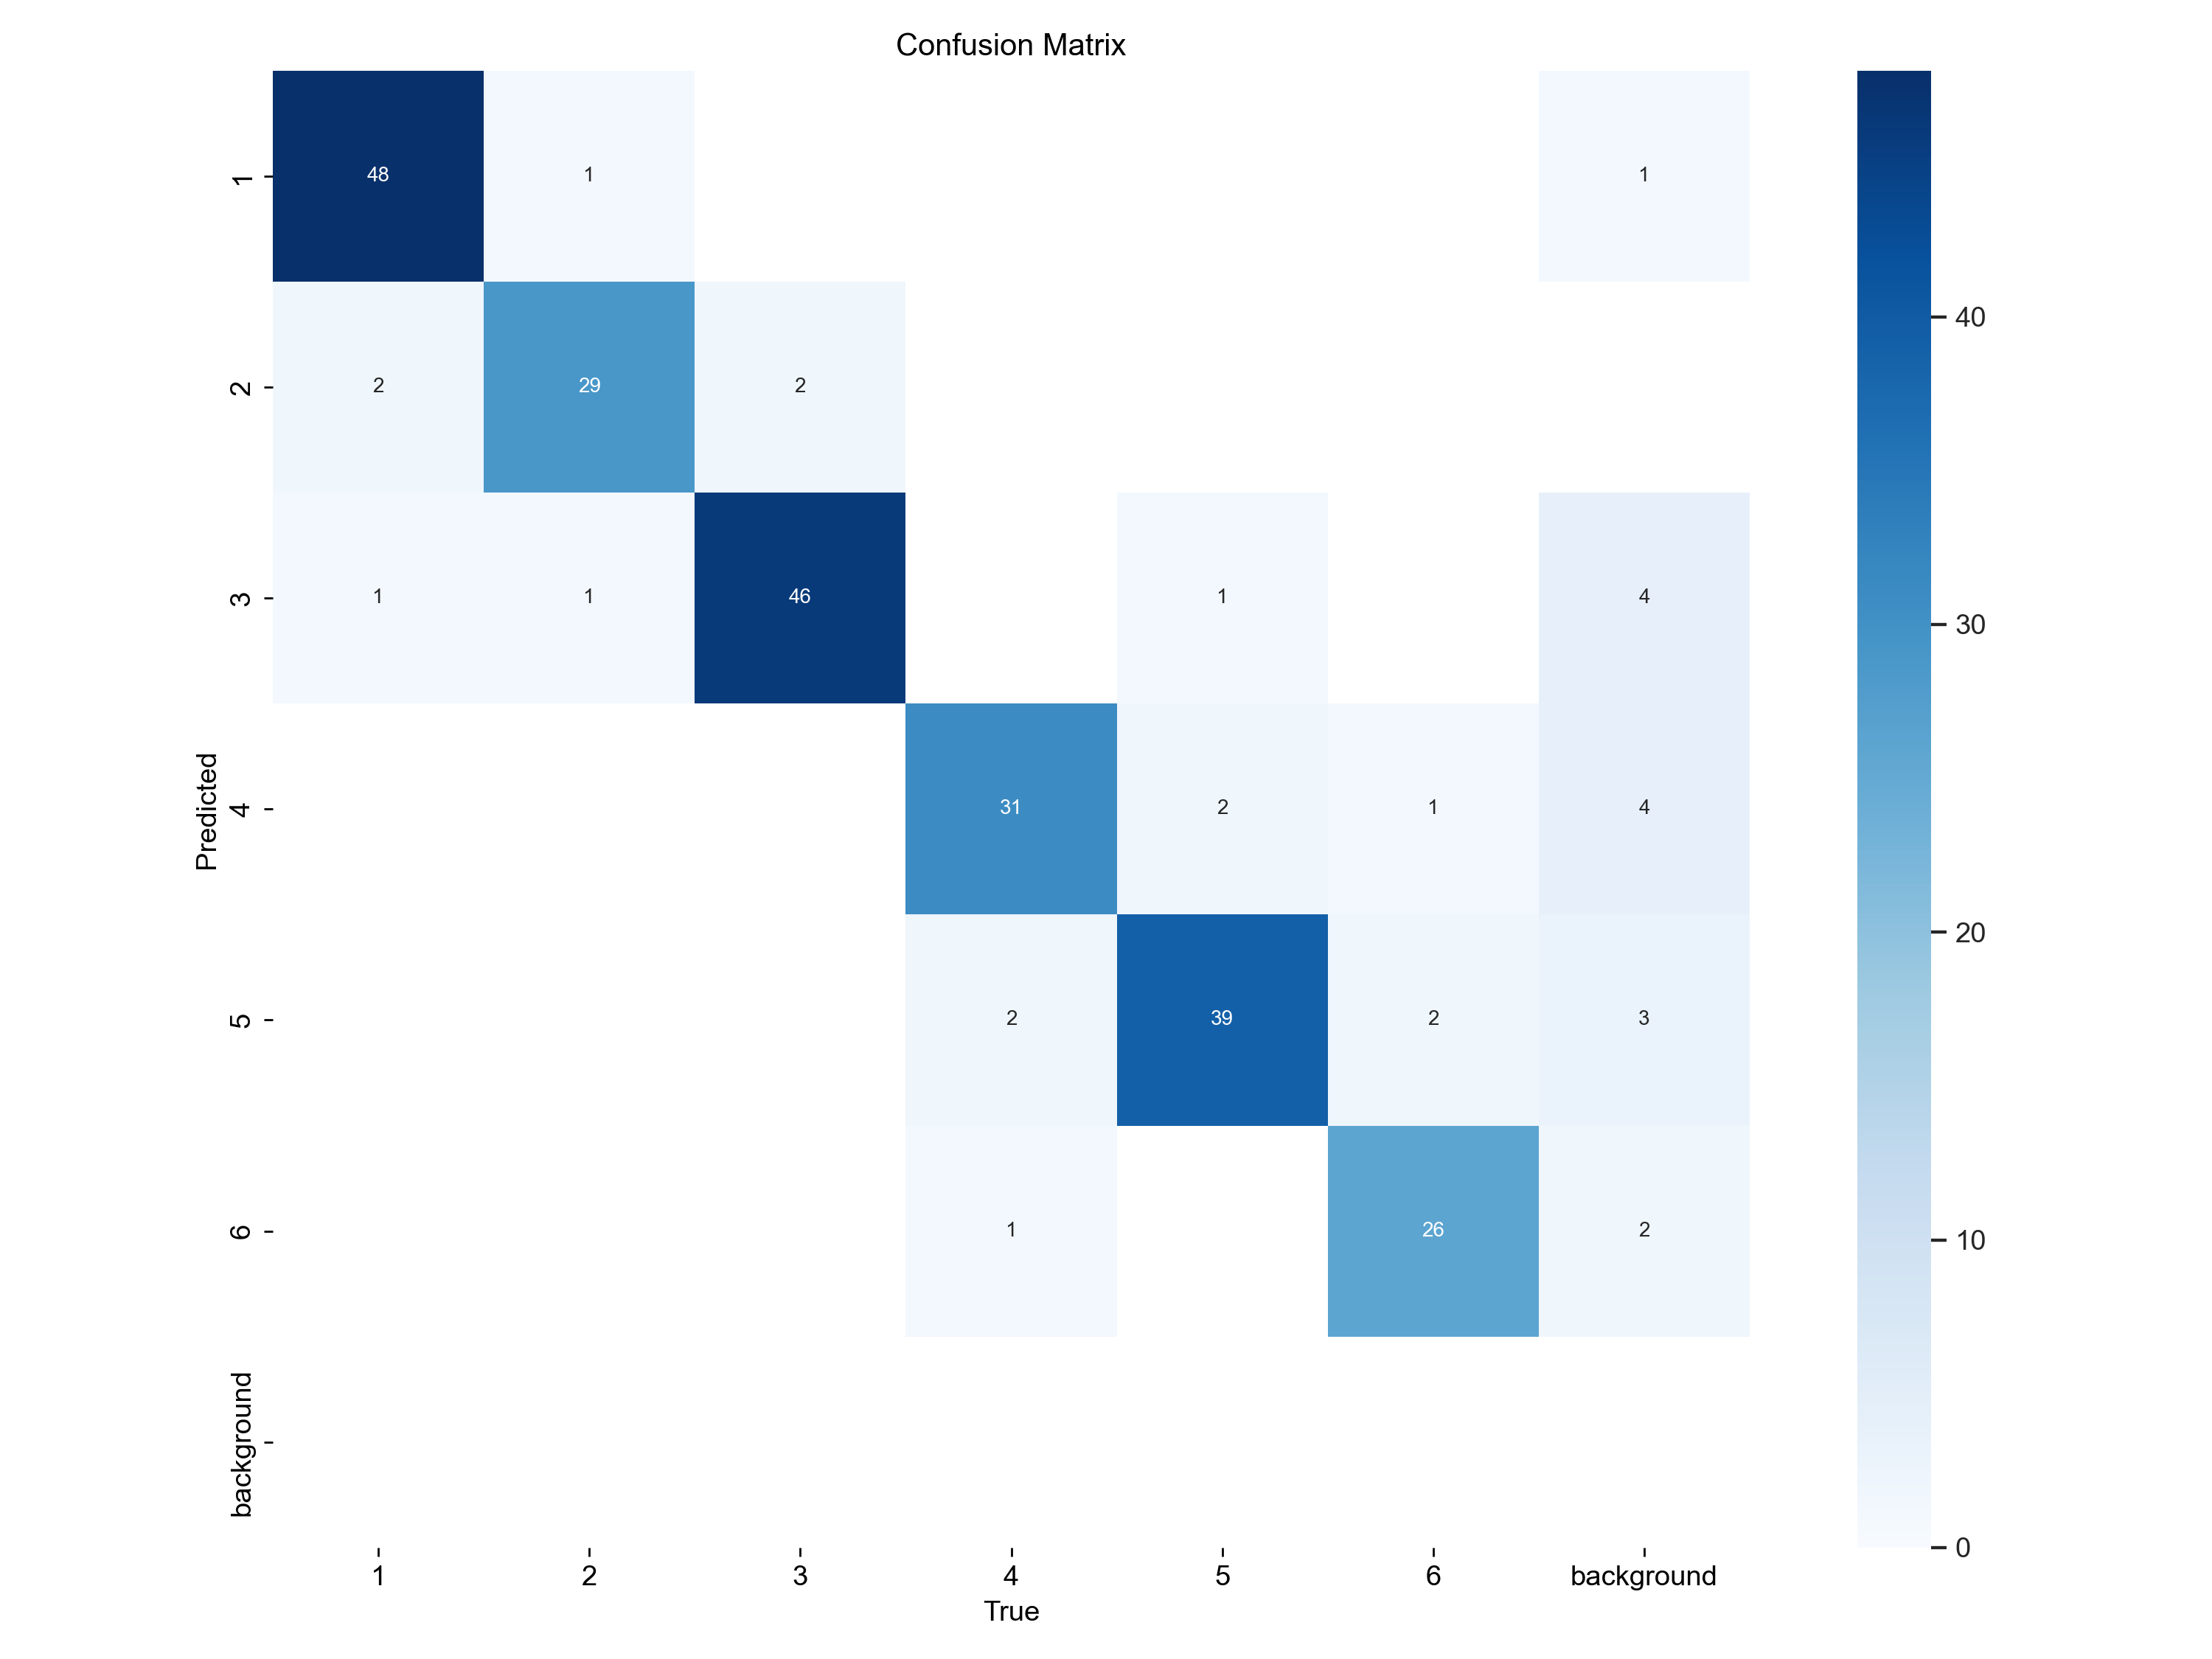 Confusion Matrix
1 48 1 1
2 2 29 2
3 1 1 46 1 4
4 31 2 1 4
5 2 39 2 3
6 1 26 2
background
Predicted
1 2 3 4 5 6 background
True
40
30
20
10
0